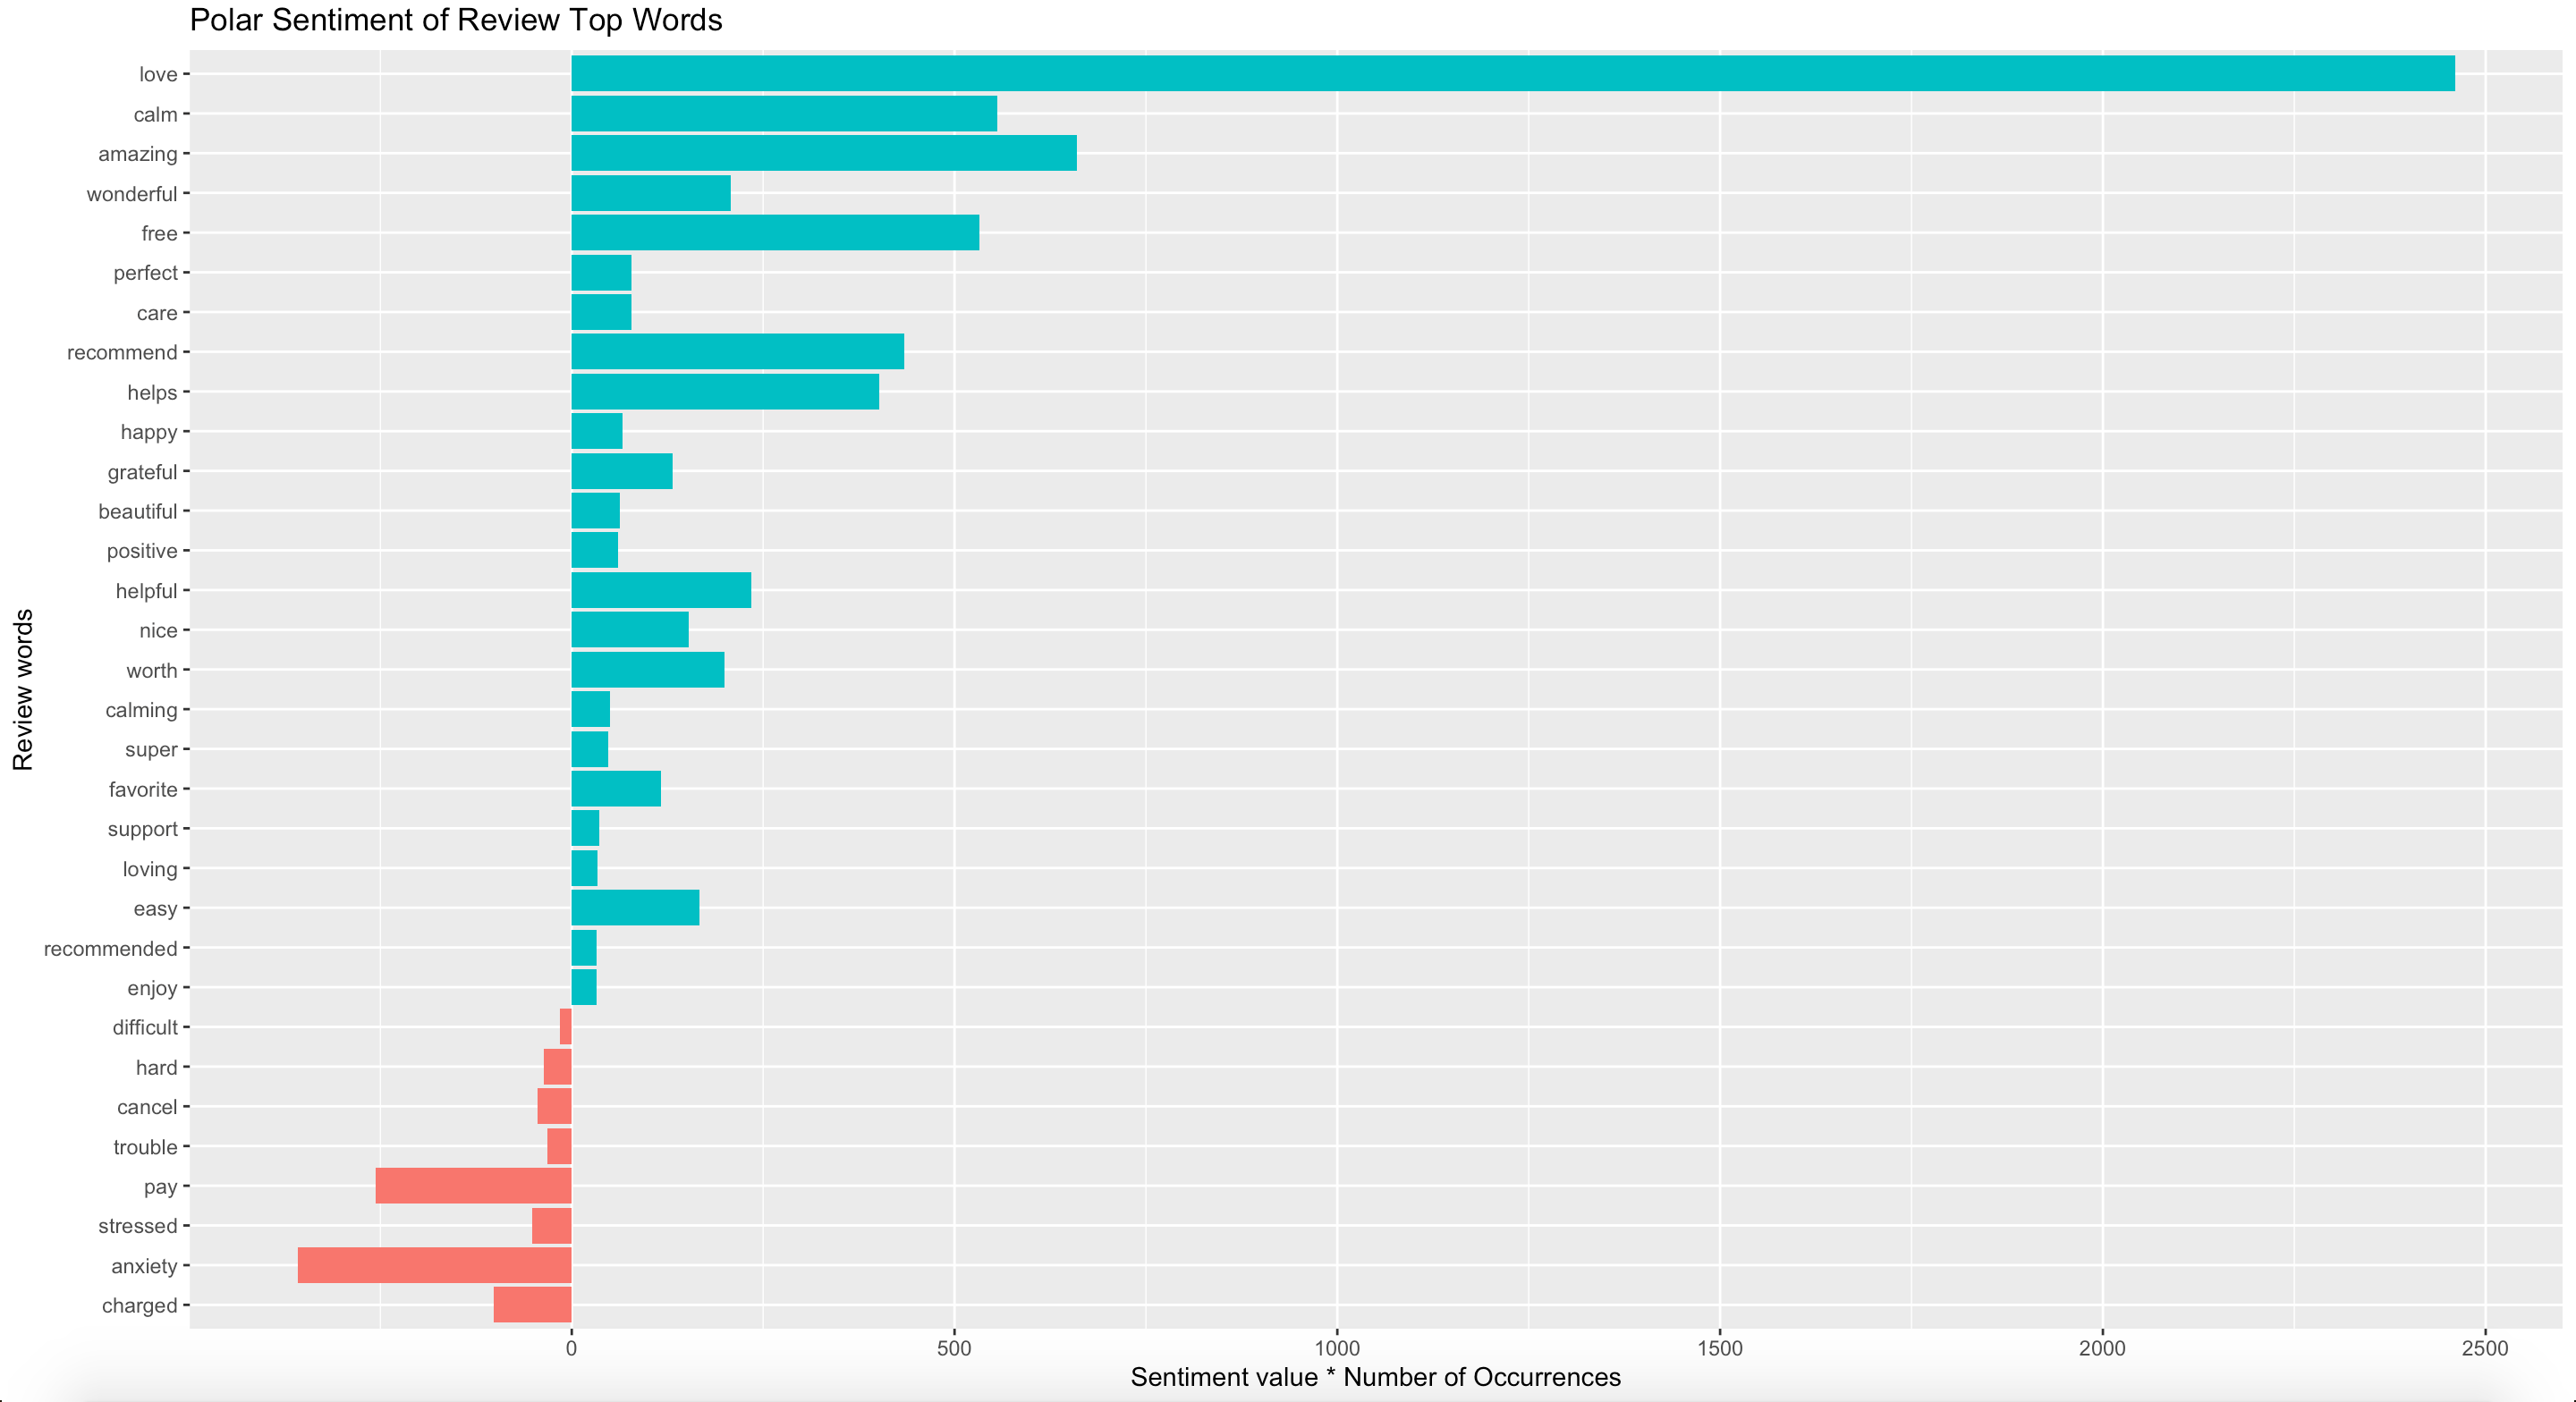 Polar Sentiment of Review Top Words
love
calm
amazing
wonderful
free
perfect
care
recommend
helps
happy
grateful
beautiful
positive
helpful
nice
worth
calming
super
favorite
support
loving
easy
recommended
enjoy
difficult
hard
cancel
trouble
pay
stressed
anxiety
charged
Review words
0 500 1000 1500 2000 2500
Sentiment value * Number of Occurrences